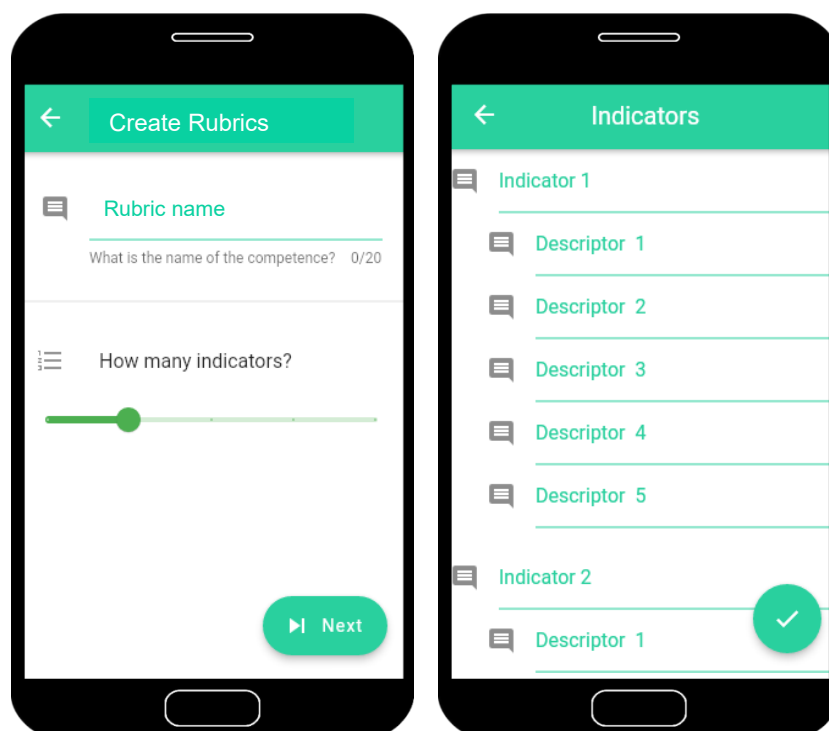 Create Rubrics
Rubric name
What is the name of the competence? 0/20
How many indicators?
Next
Indicators
Indicator 1
Descriptor 1
Descriptor 2
Descriptor 3
Descriptor 4
Descriptor 5
Indicator 2
Descriptor 1